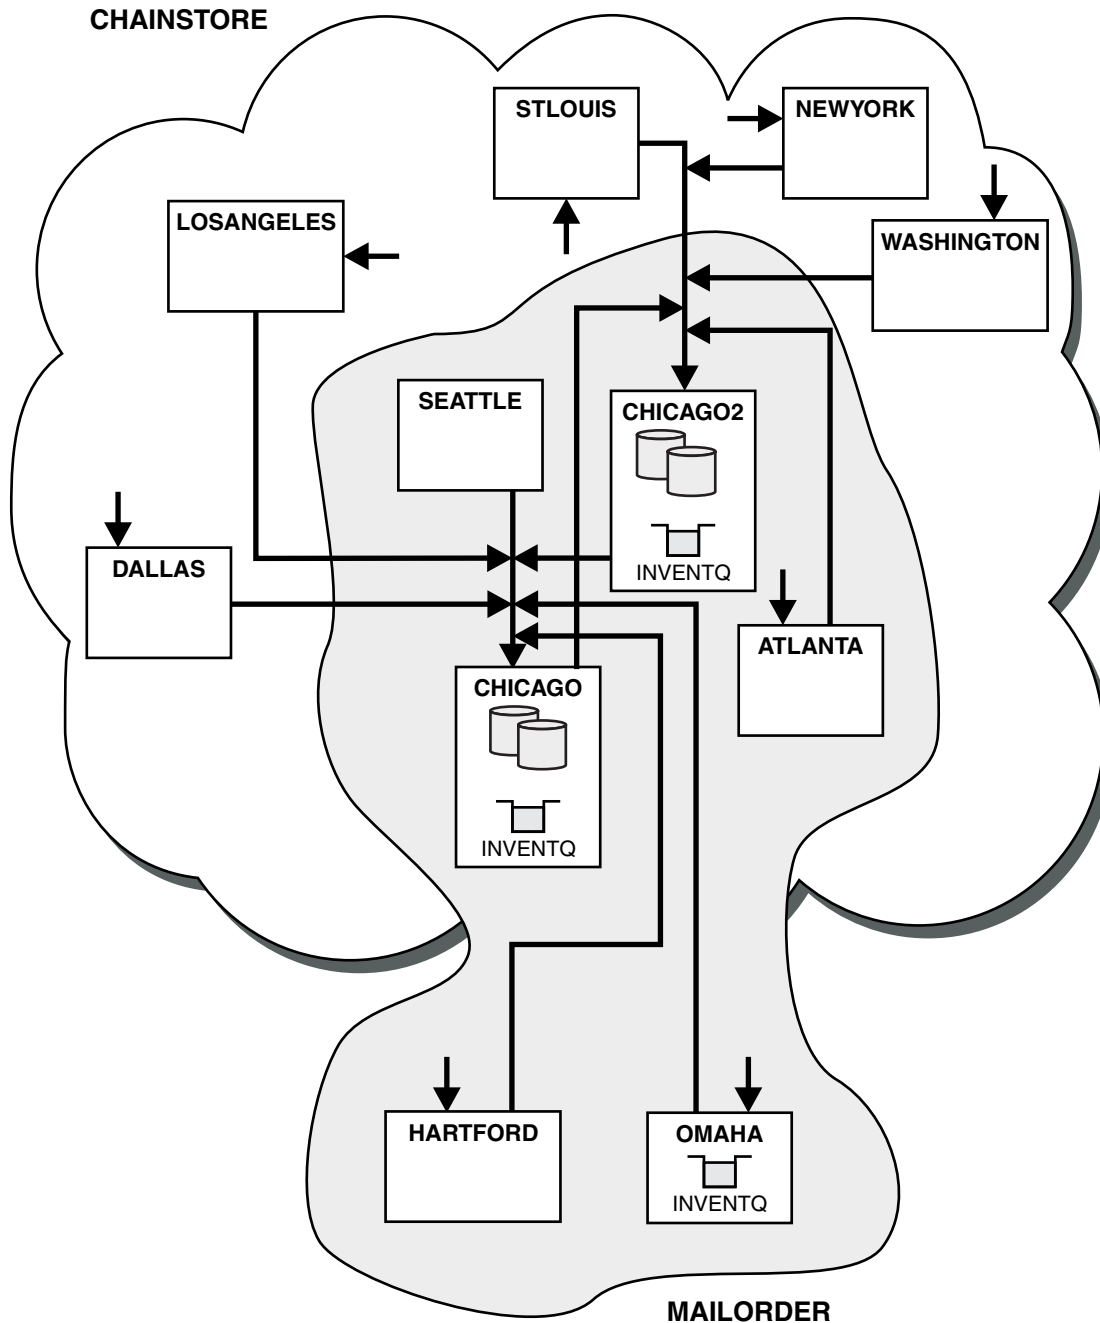 CHAINSTORE
STLOUIS
NEWYORK
LOSANGELES
WASHINGTON
SEATTLE
CHICAGO2
INVENTQ
DALLAS
ATLANTA
CHICAGO
INVENTQ
HARTFORD
OMAHA
INVENTQ
MAILORDER